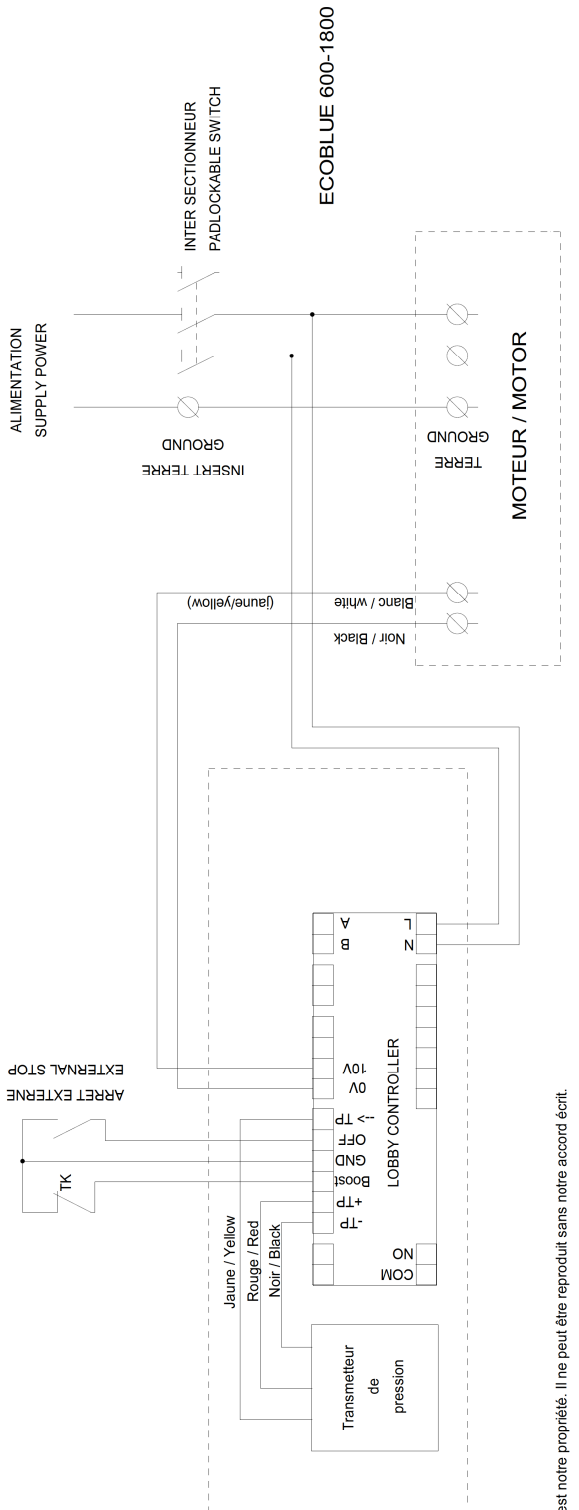 ALIMENTATION
SUPPLY POWER
INTER SECTIONNEUR
PADLOCKABLE SWITCH
ECOBLUE 600-1800
INSERT TERRE
GROUND
TERRE
GROUND
MOTEUR / MOTOR
(jaune/yellow)
Blanc / white
Noir / Black
ARRET EXTERNE
EXTERNAL STOP
TK
A
B
L
N
10V
0V
--> TP
OFF
GND
Boost
+TP
-TP
LOBBY CONTROLLER
NO
COM
Jaune / Yellow
Rouge / Red
Noir / Black
Transmetteur
de
pression
est notre propriété. Il ne peut être reproduit sans notre accord écrit.